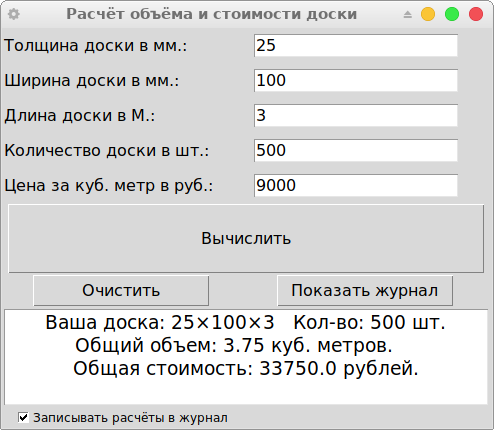 Расчёт объёма и стоимости доски
Толщина доски в мм.: 25
Ширина доски в мм.: 100
Длина доски в М.: 3
Количество доски в шт.: 500
Цена за куб. метр в руб.: 9000
Вычислить
Очистить Показать журнал
Ваша доска: 25×100×3 Кол-во: 500 шт.
Общий объем: 3.75 куб. метров.
Общая стоимость: 33750.0 рублей.
Записывать расчёты в журнал